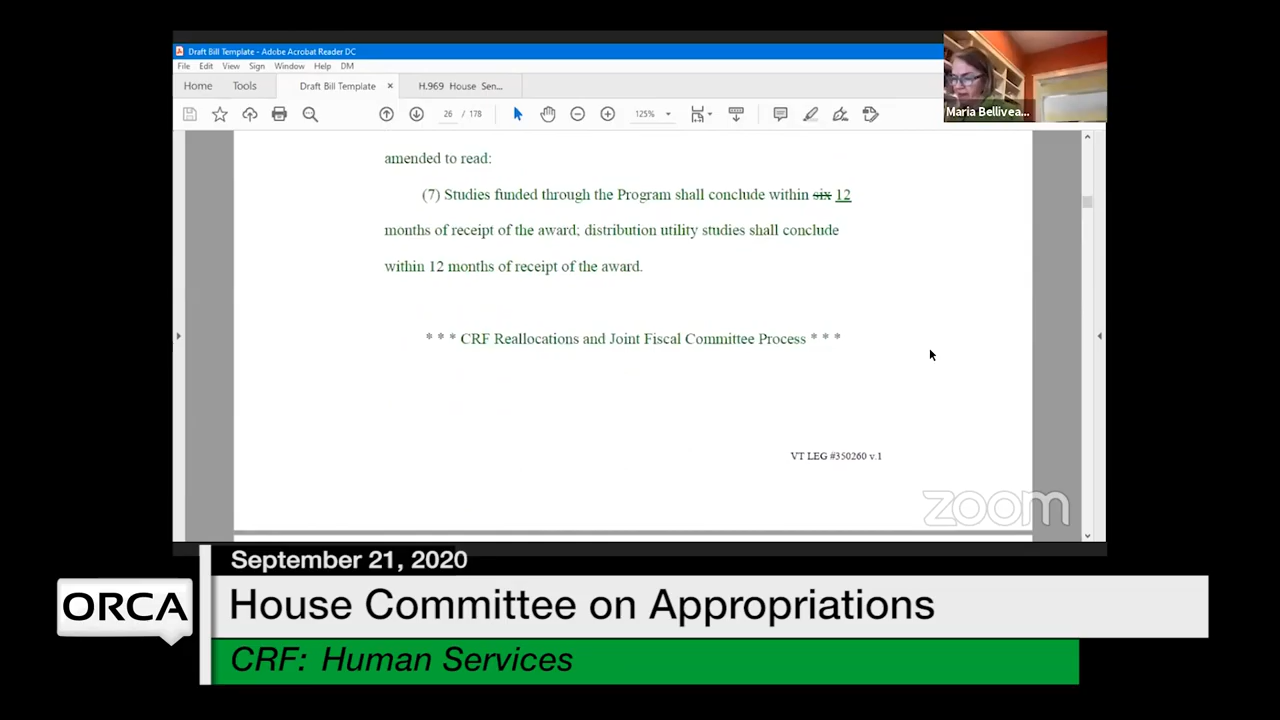 Draft Bill Template - Adobe Acrobat Reader DC
File Edit View Sign Window Help DM
Home Tools Draft Bill Template × H.969 House Sen...
26 / 178 125%
Maria Bellivea...
amended to read:
(7) Studies funded through the Program shall conclude within six 12
months of receipt of the award; distribution utility studies shall conclude
within 12 months of receipt of the award.
* * * CRF Reallocations and Joint Fiscal Committee Process * * *
VT LEG #350260 v.1
zoom
September 21, 2020
ORCA
House Committee on Appropriations
CRF: Human Services